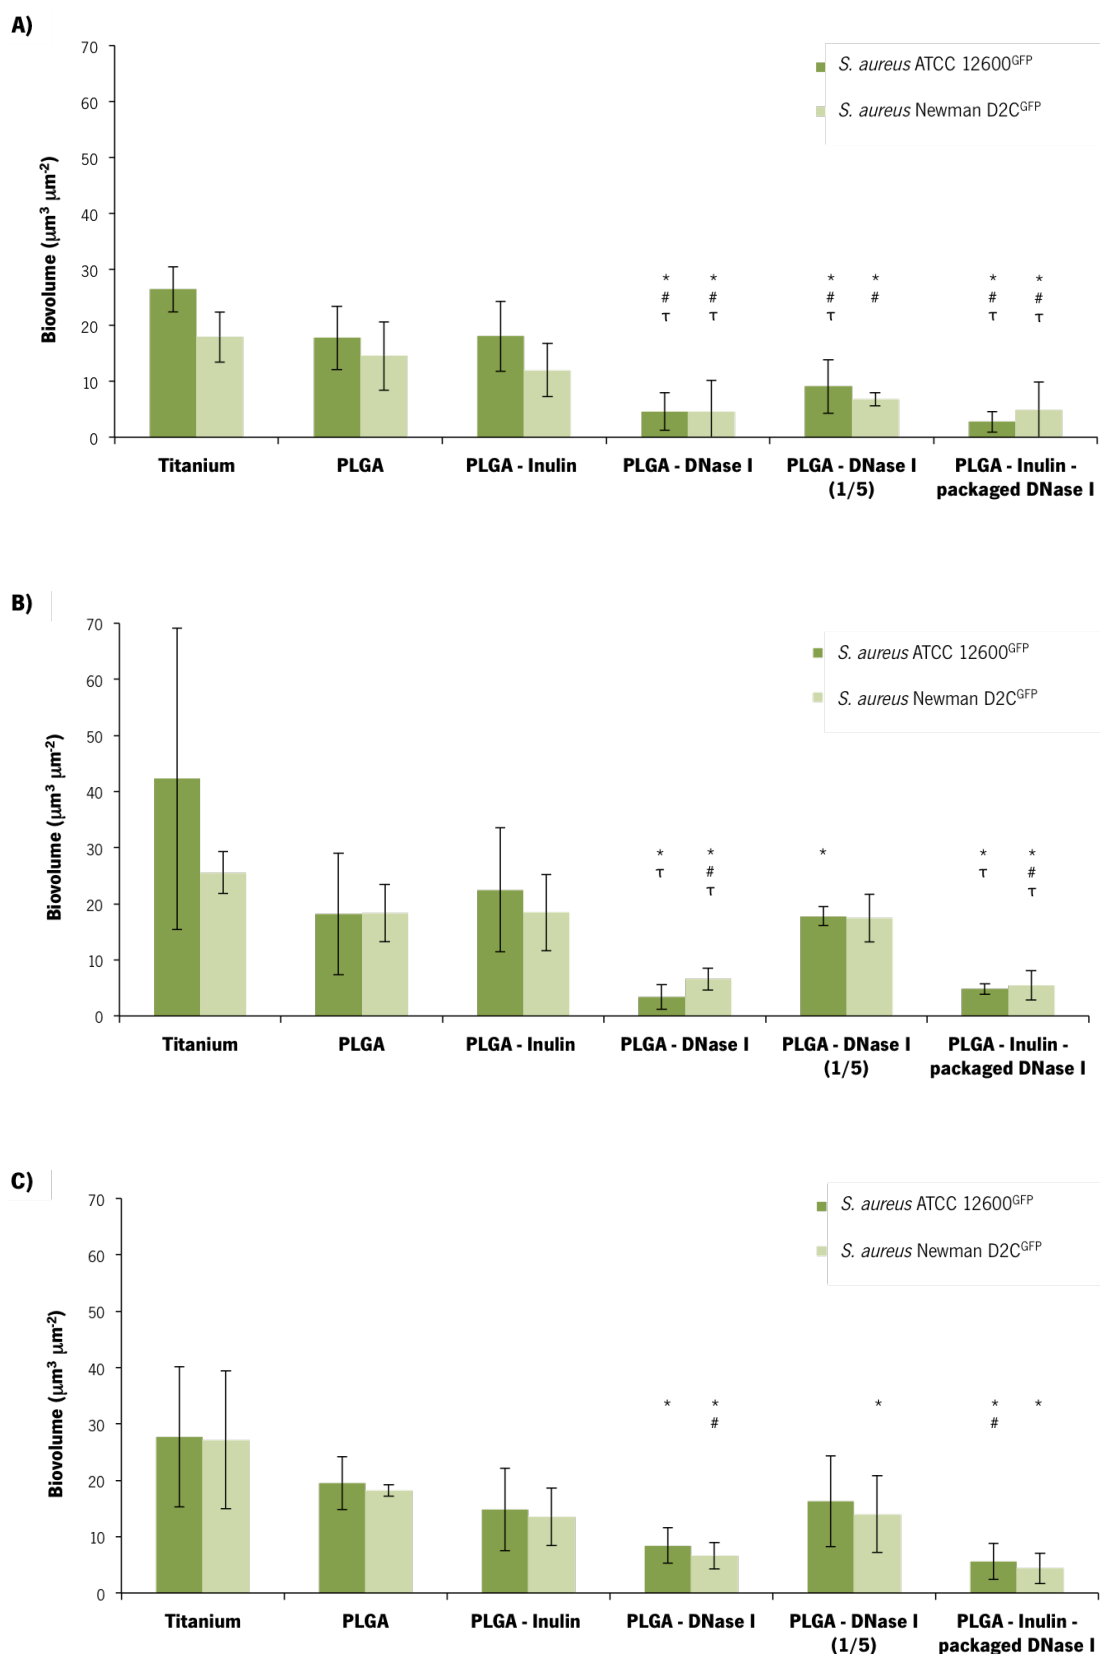 A)
S. aureus ATCC 12600GFP
S. aureus Newman D2CGFP
Biovolume (μm3 μm-2)
70
60
50
40
30
20
10
0
* * * * * *
# # # # # #
τ τ τ τ τ
Titanium PLGA PLGA - Inulin PLGA - DNase I PLGA - DNase I PLGA - Inulin -
(1/5) packaged DNase I
B)
S. aureus ATCC 12600GFP
S. aureus Newman D2CGFP
Biovolume (μm3 μm-2)
70
60
50
40
30
20
10
0
* * * * *
τ # τ #
τ τ
Titanium PLGA PLGA - Inulin PLGA - DNase I PLGA - DNase I PLGA - Inulin -
(1/5) packaged DNase I
C)
S. aureus ATCC 12600GFP
S. aureus Newman D2CGFP
Biovolume (μm3 μm-2)
70
60
50
40
30
20
10
0
* * * * *
# #
Titanium PLGA PLGA - Inulin PLGA - DNase I PLGA - DNase I PLGA - Inulin -
(1/5) packaged DNase I